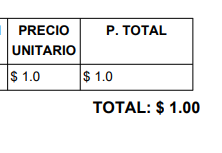 PRECIO UNITARIO P. TOTAL
$ 1.0 $ 1.0
TOTAL: $ 1.00